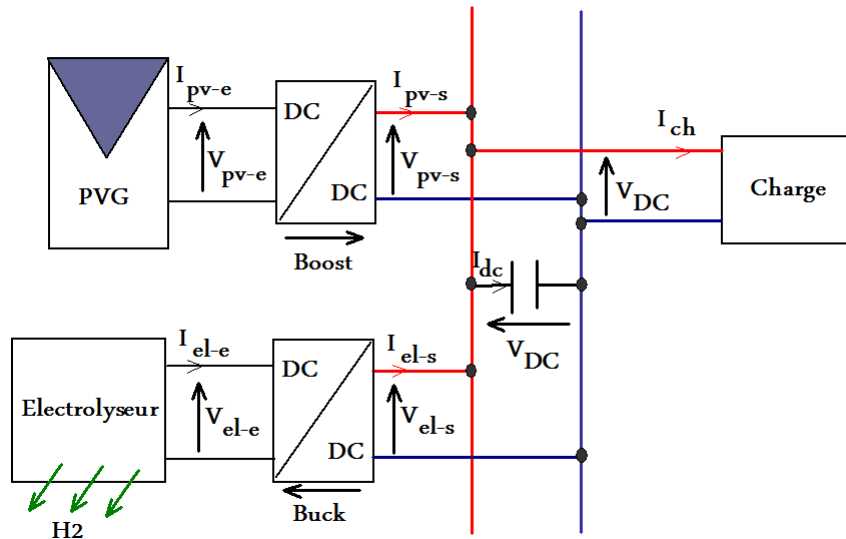 I pv-e
DC
I pv-s
V pv-e
V pv-s
PVG
DC
Boost
I ch
V DC
Charge
I dc
V DC
I el-e
DC
I el-s
Electrolyseur
V el-e
V el-s
DC
Buck
H2